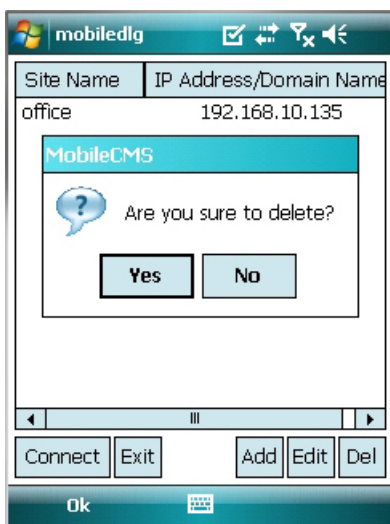 mobiledlg
Site Name IP Address/Domain Name
office 192.168.10.135
MobileCMS
Are you sure to delete?
Yes No
Connect Exit Add Edit Del
Ok